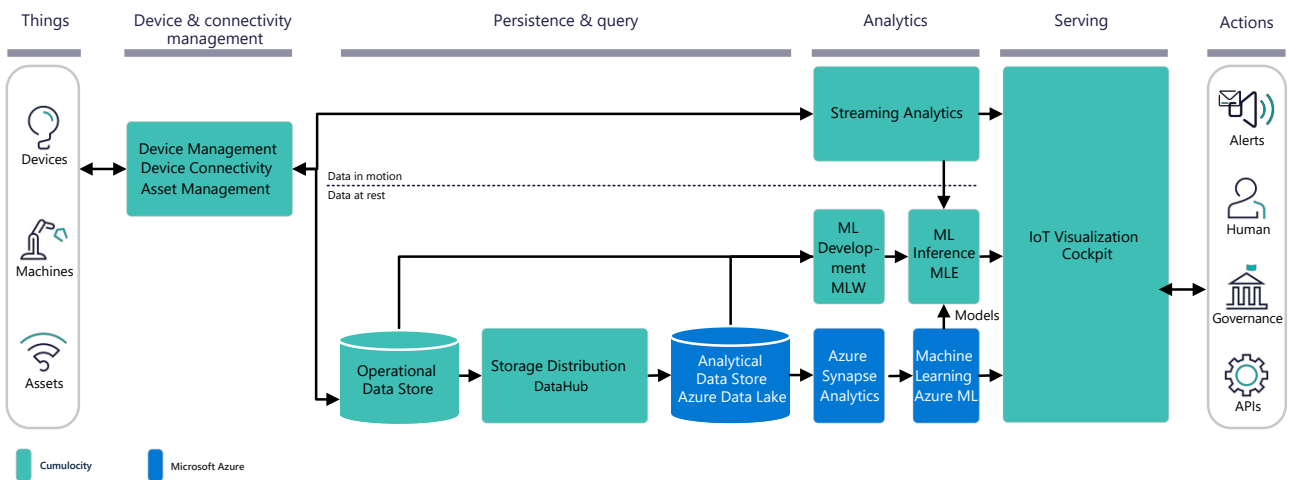 Things
Device & connectivity
management
Persistence & query
Analytics
Serving
Actions
Devices
Machines
Assets
Device Management
Device Connectivity
Asset Management
Data in motion
Data at rest
Streaming Analytics
ML
Develop-
ment
MLW
ML
Inference
MLE
Models
Operational
Data Store
Storage Distribution
DataHub
Analytical
Data Store
Azure Data Lake
Azure
Synapse
Analytics
Machine
Learning
Azure ML
IoT Visualization
Cockpit
Alerts
Human
Governance
APIs
Cumulocity
Microsoft Azure